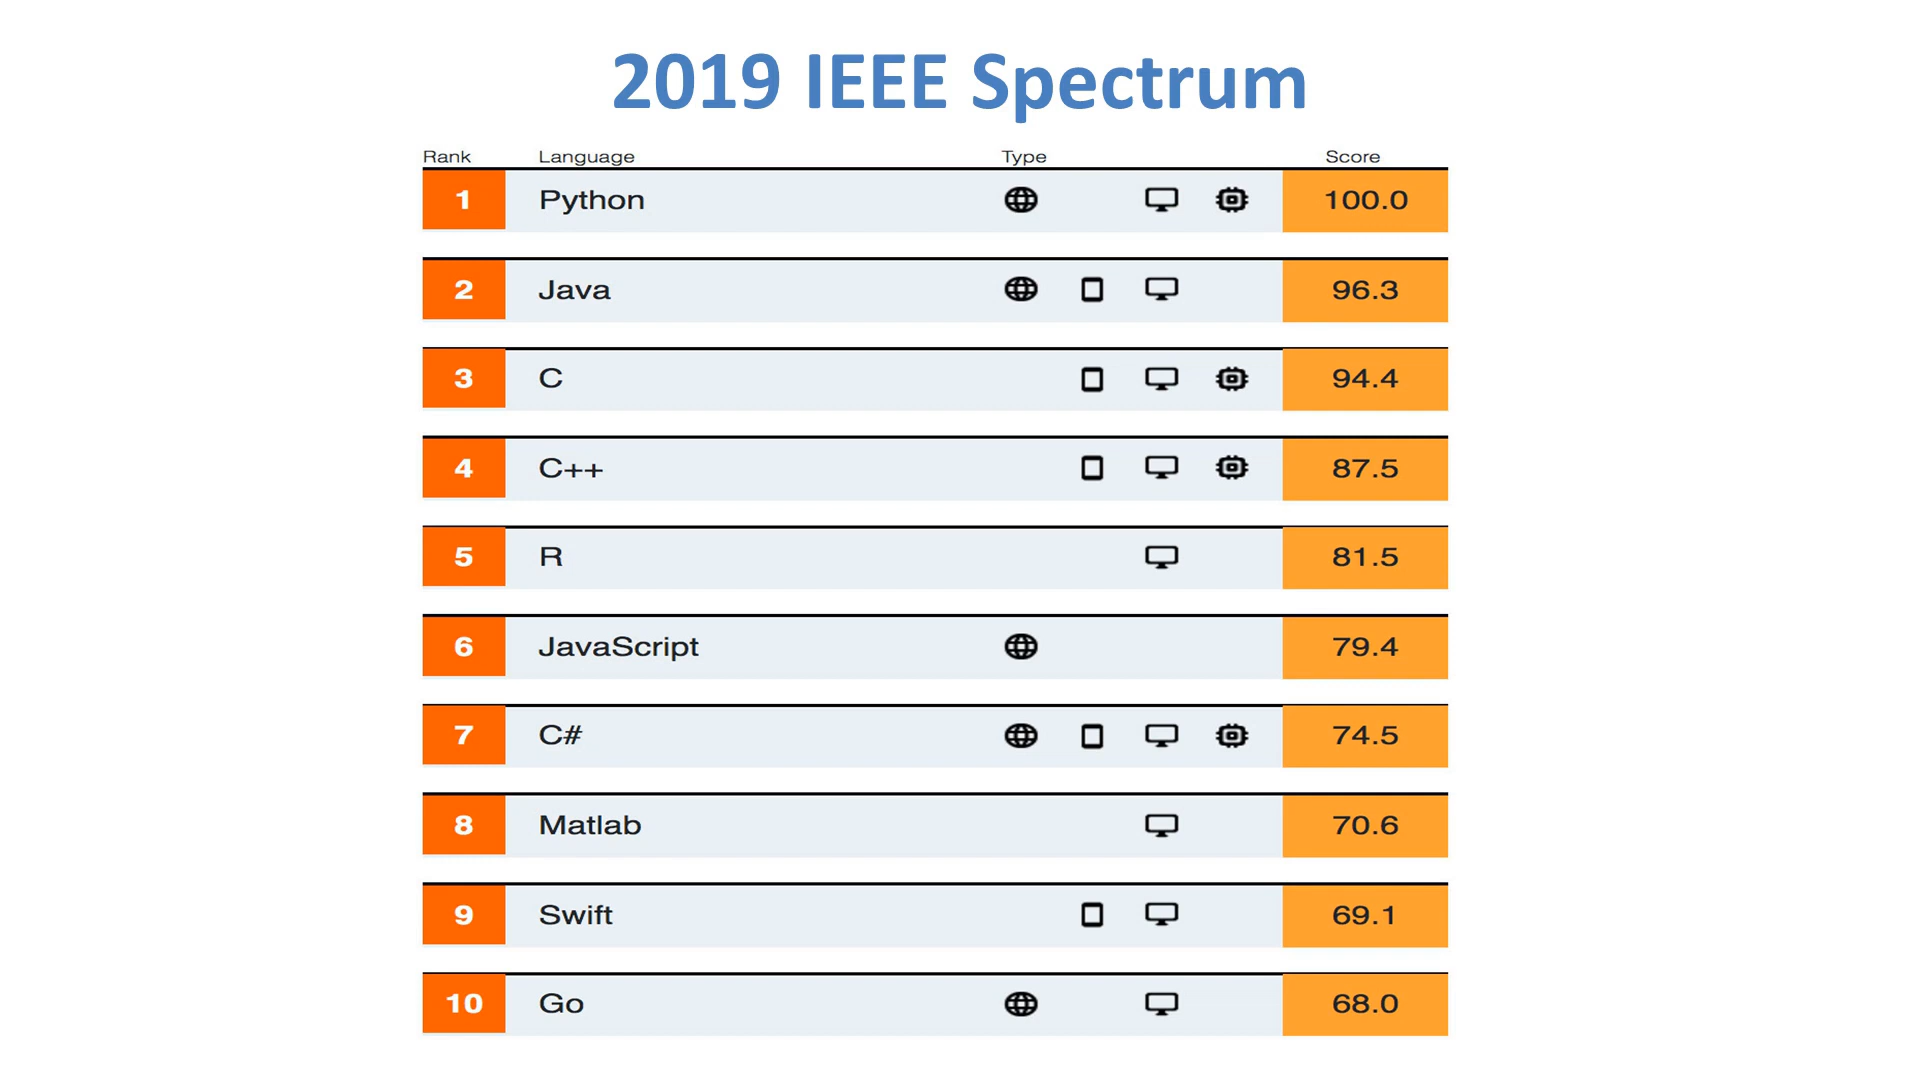 2019 IEEE Spectrum
Rank Language Type Score
1 Python 100.0
2 Java 96.3
3 C 94.4
4 C++ 87.5
5 R 81.5
6 JavaScript 79.4
7 C# 74.5
8 Matlab 70.6
9 Swift 69.1
10 Go 68.0